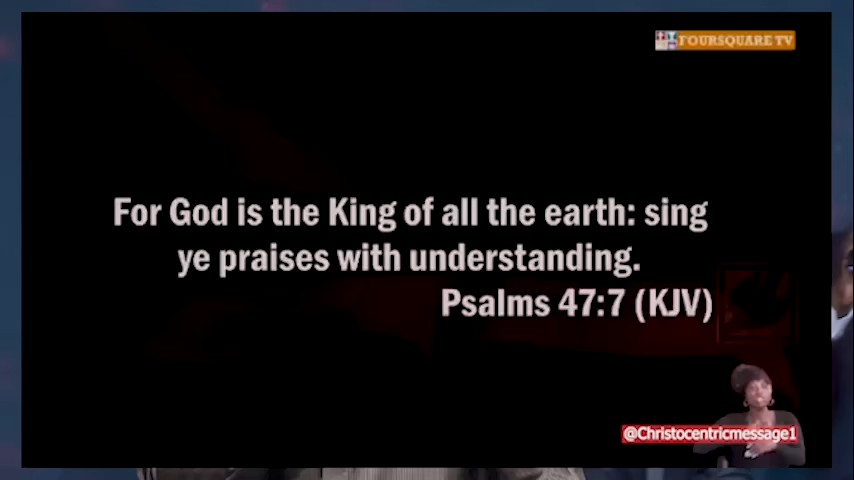 FOURSQUARE TV
For God is the King of all the earth: sing
ye praises with understanding.
Psalms 47:7 (KJV)
@Christocentricmessage1